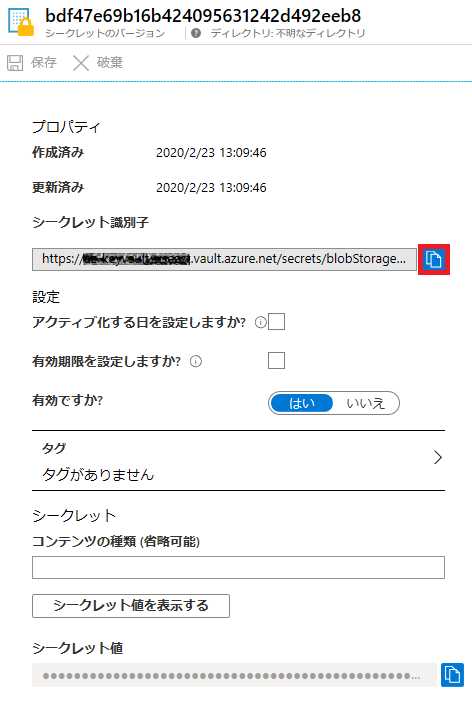 bdf47e69b16b424095631242d492eeb8
シークレットのバージョン ディレクトリ: 不明なディレクトリ
保存 破棄
プロパティ
作成済み 2020/2/23 13:09:46
更新済み 2020/2/23 13:09:46
シークレット識別子
https://.vault.azure.net/secrets/blobStorage...
設定
アクティブ化する日を設定しますか?
有効期限を設定しますか?
有効ですか? はい いいえ
タグ
タグがありません
シークレット
コンテンツの種類 (省略可能)
シークレット値を表示する
シークレット値